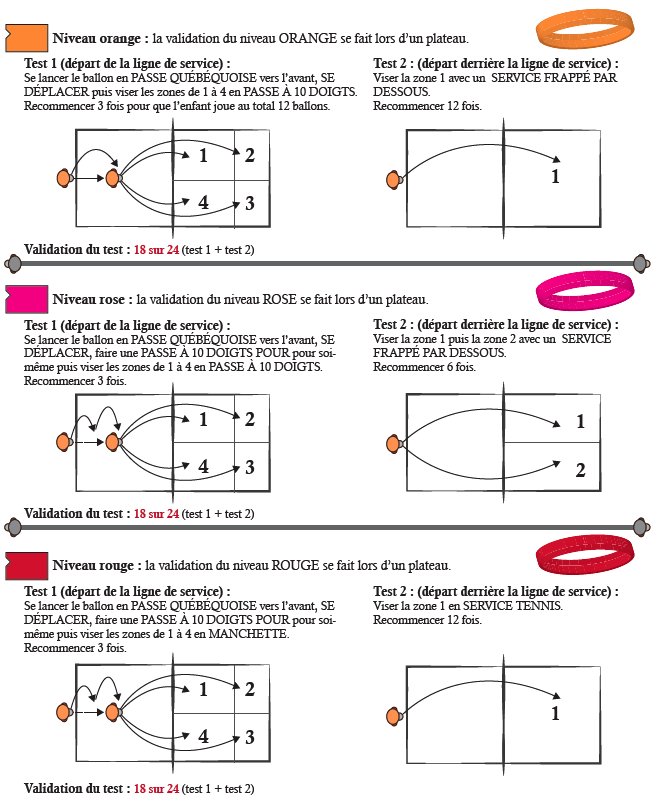 Niveau orange : la validation du niveau ORANGE se fait lors d'un plateau.
Test 1 (départ de la ligne de service) :
Se lancer le ballon en PASSE QUÉBÉQUOISE vers l'avant, SE
DÉPLACER puis viser les zones de 1 à 4 en PASSE À 10 DOIGTS.
Recommencer 3 fois pour que l'enfant joue au total 12 ballons.
Test 2 : (départ derrière la ligne de service) :
Viser la zone 1 avec un SERVICE FRAPPÉ PAR
DESSOUS.
Recommencer 12 fois.
1 2
4 3
1
Validation du test : 18 sur 24 (test 1 + test 2)
Niveau rose : la validation du niveau ROSE se fait lors d'un plateau.
Test 1 (départ de la ligne de service) :
Se lancer le ballon en PASSE QUÉBÉQUOISE vers l'avant, SE
DÉPLACER, faire une PASSE À 10 DOIGTS POUR pour soi-
même puis viser les zones de 1 à 4 en PASSE À 10 DOIGTS.
Recommencer 3 fois.
Test 2 : (départ derrière la ligne de service) :
Viser la zone 1 puis la zone 2 avec un SERVICE
FRAPPÉ PAR DESSOUS.
Recommencer 6 fois.
1 2
4 3
1
2
Validation du test : 18 sur 24 (test 1 + test 2)
Niveau rouge : la validation du niveau ROUGE se fait lors d'un plateau.
Test 1 (départ de la ligne de service) :
Se lancer le ballon en PASSE QUÉBÉQUOISE vers l'avant, SE
DÉPLACER, faire une PASSE À 10 DOIGTS POUR pour soi-
même puis viser les zones de 1 à 4 en MANCHETTE.
Recommencer 3 fois.
Test 2 : (départ derrière la ligne de service) :
Viser la zone 1 en SERVICE TENNIS.
Recommencer 12 fois.
1 2
4 3
1
Validation du test : 18 sur 24 (test 1 + test 2)